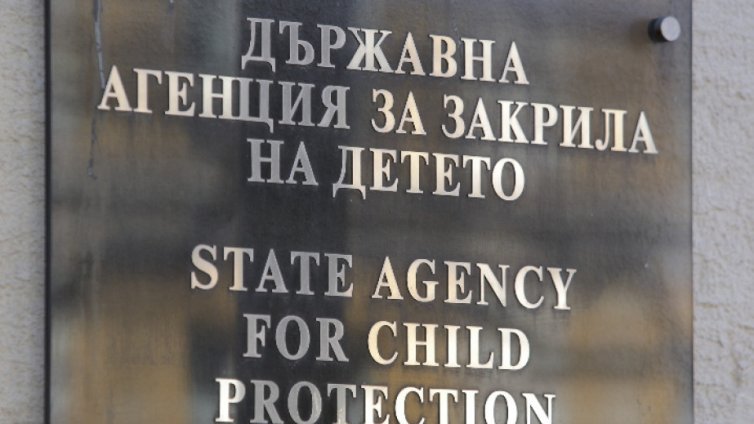 ДЪРЖАВНА
АГЕНЦИЯ ЗА ЗАКРИЛА
НА ДЕТЕТО
STATE AGENCY
FOR CHILD
PROTECTION